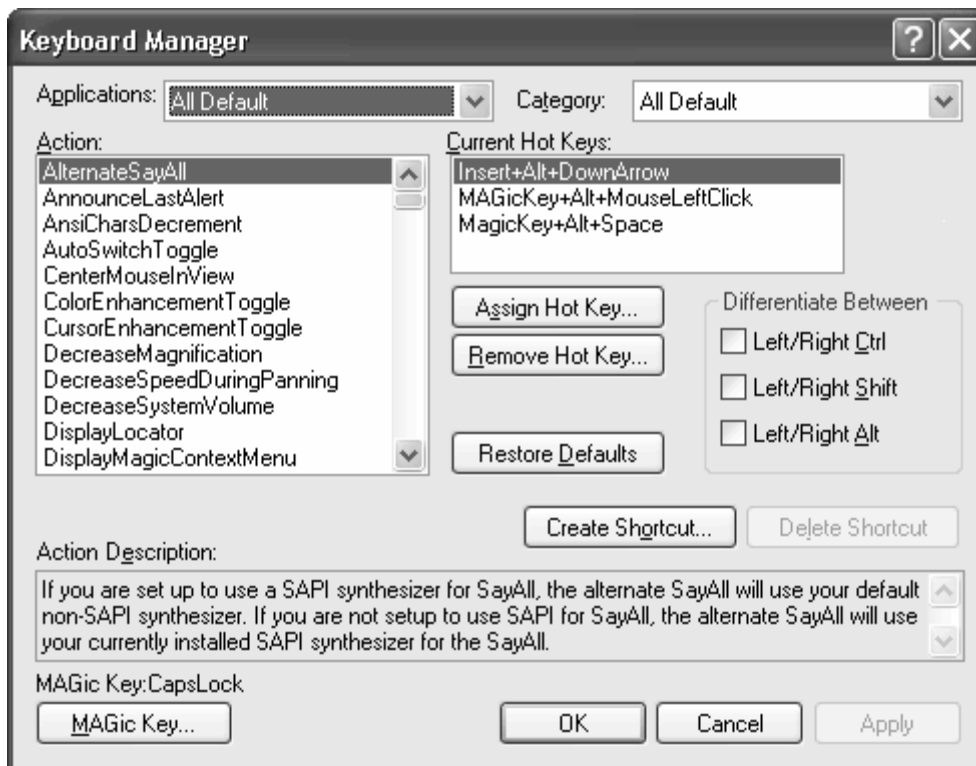 Keyboard Manager
Applications: All Default Category: All Default
Action:
AlternateSayAll
AnnounceLastAlert
AnsiCharsDecrement
AutoSwitchToggle
CenterMouseInView
ColorEnhancementToggle
CursorEnhancementToggle
DecreaseMagnification
DecreaseSpeedDuringPanning
DecreaseSystemVolume
DisplayLocator
DisplayMagicContextMenu
Current Hot Keys:
Insert+Alt+DownArrow
MAGicKey+Alt+MouseLeftClick
MagicKey+Alt+Space
Assign Hot Key...
Remove Hot Key...
Restore Defaults
Differentiate Between
Left/Right Ctrl
Left/Right Shift
Left/Right Alt
Create Shortcut... Delete Shortcut
Action Description:
If you are set up to use a SAPI synthesizer for SayAll, the alternate SayAll will use your default
non-SAPI synthesizer. If you are not setup to use SAPI for SayAll, the alternate SayAll will use
your currently installed SAPI synthesizer for the SayAll.
MAGic Key:CapsLock
MAGic Key... OK Cancel Apply